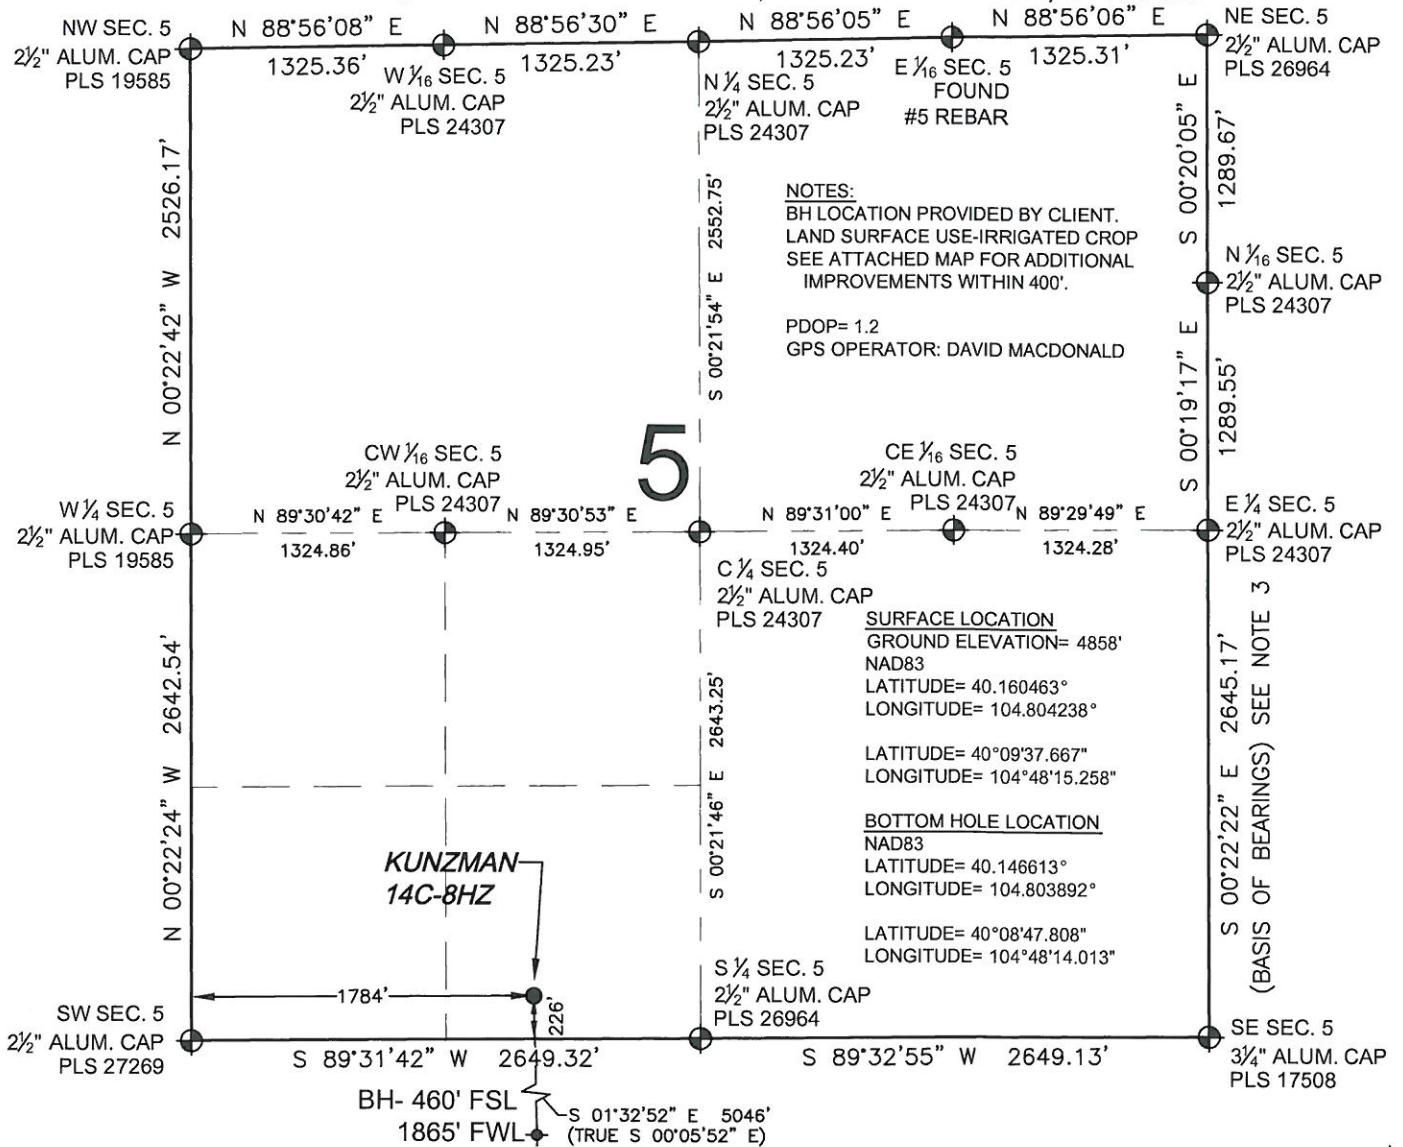 N 88°56'08" E
N 88°56'30" E
N 88°56'05" E
N 88°56'06" E
1325.36'
1325.23'
1325.23'
1325.31'
NW SEC. 5
2½" ALUM. CAP
PLS 19585
W 1/16 SEC. 5
2½" ALUM. CAP
PLS 24307
N ¼ SEC. 5
2½" ALUM. CAP
PLS 24307
E 1/16 SEC. 5
FOUND
#5 REBAR
NE SEC. 5
2½" ALUM. CAP
PLS 26964
N 00°22'42" W 2526.17'
S 00°21'54" E 2552.75'
NOTES:
BH LOCATION PROVIDED BY CLIENT.
LAND SURFACE USE-IRRIGATED CROP
SEE ATTACHED MAP FOR ADDITIONAL
IMPROVEMENTS WITHIN 400'.
PDOP= 1.2
GPS OPERATOR: DAVID MACDONALD
S 00°20'05" E
1289.67'
N 1/16 SEC. 5
2½" ALUM. CAP
PLS 24307
S 00°19'17" E
1289.55'
5
W ¼ SEC. 5
2½" ALUM. CAP
PLS 19585
CW 1/16 SEC. 5
2½" ALUM. CAP
PLS 24307
CE 1/16 SEC. 5
2½" ALUM. CAP
PLS 24307
E ¼ SEC. 5
2½" ALUM. CAP
PLS 24307
N 89°30'42" E
N 89°30'53" E
N 89°31'00" E
N 89°29'49" E
1324.86'
1324.95'
1324.40'
1324.28'
C ¼ SEC. 5
2½" ALUM. CAP
PLS 24307
N 00°22'24" W 2642.54'
S 00°21'46" E 2643.25'
SURFACE LOCATION
GROUND ELEVATION= 4858'
NAD83
LATITUDE= 40.160463°
LONGITUDE= 104.804238°
LATITUDE= 40°09'37.667"
LONGITUDE= 104°48'15.258"
BOTTOM HOLE LOCATION
NAD83
LATITUDE= 40.146613°
LONGITUDE= 104.803892°
LATITUDE= 40°08'47.808"
LONGITUDE= 104°48'14.013"
S 00°22'22" E 2645.17'
(BASIS OF BEARINGS) SEE NOTE 3
KUNZMAN
14C-8HZ
1784'
226'
SW SEC. 5
2½" ALUM. CAP
PLS 27269
S ¼ SEC. 5
2½" ALUM. CAP
PLS 26964
SE SEC. 5
3¼" ALUM. CAP
PLS 17508
S 89°31'42" W 2649.32'
S 89°32'55" W 2649.13'
BH- 460' FSL
1865' FWL
S 01°32'52" E 5046'
(TRUE S 00°05'52" E)